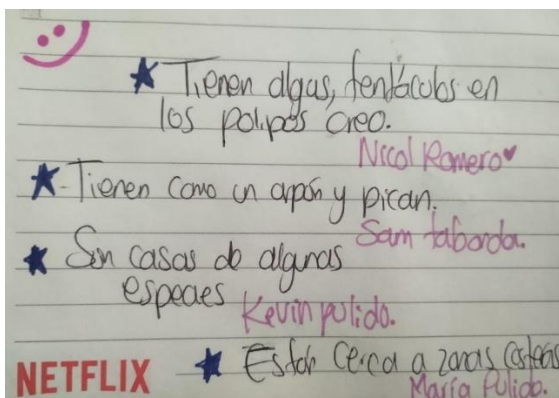 Tienen algas, tentáculos en
los polipos creo.
Nicol Romero
Tienen como un arpón y pican.
Sam taborda.
Son casas de algunas
especies
Kevin pulido.
NETFLIX
Están cerca a zonas costeras
María Pulido.